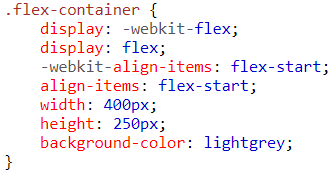 .flex-container {
    display: -webkit-flex;
    display: flex;
    -webkit-align-items: flex-start;
    align-items: flex-start;
    width: 400px;
    height: 250px;
    background-color: lightgrey;
}